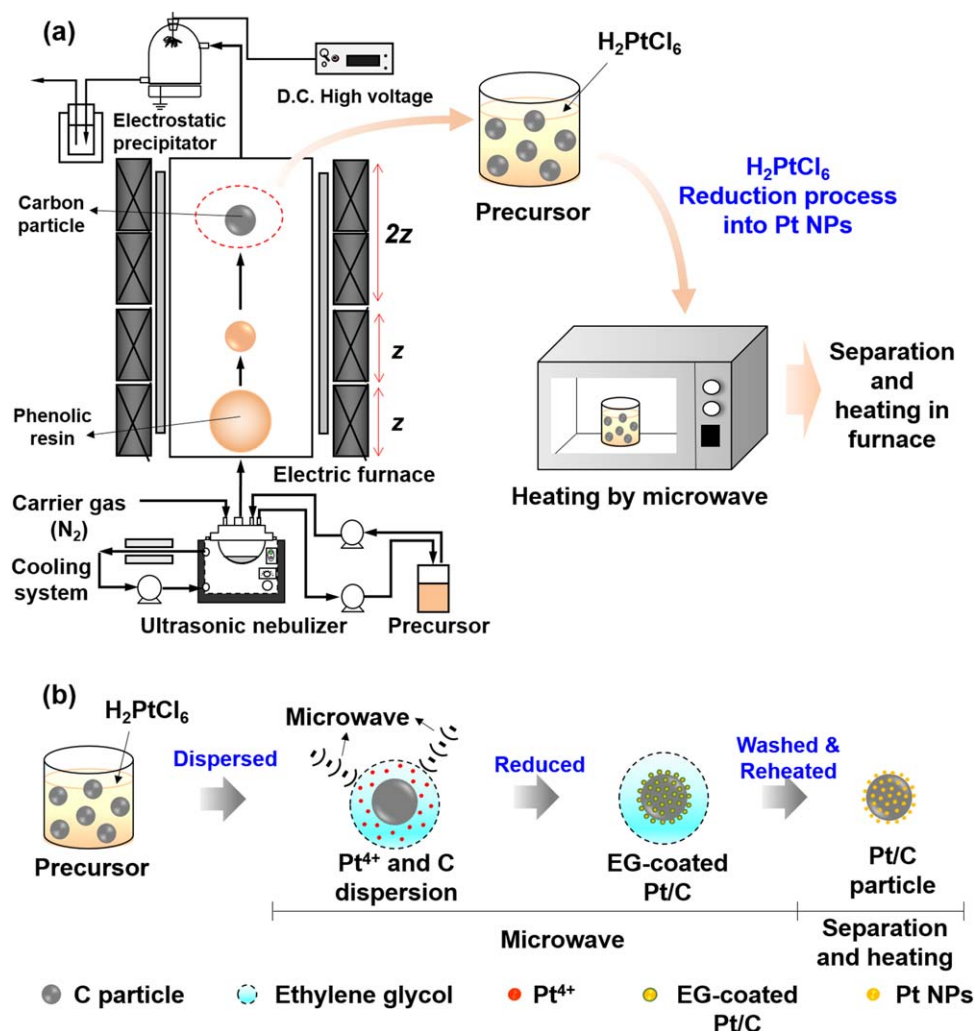 (a)
H₂PtCl₆
D.C. High voltage
Electrostatic
precipitator
Precursor
H₂PtCl₆
Reduction process
into Pt NPs
Carbon
particle
2z
z
z
Phenolic
resin
Electric furnace
Separation
and
heating in
furnace
Heating by microwave
Carrier gas
(N₂)
Cooling
system
Ultrasonic nebulizer
Precursor
(b)
H₂PtCl₆
Precursor
Dispersed
Microwave
Pt⁴⁺ and C
dispersion
Reduced
EG-coated
Pt/C
Washed &
Reheated
Pt/C
particle
Microwave
Separation
and heating
C particle
Ethylene glycol
Pt⁴⁺
EG-coated
Pt/C
Pt NPs